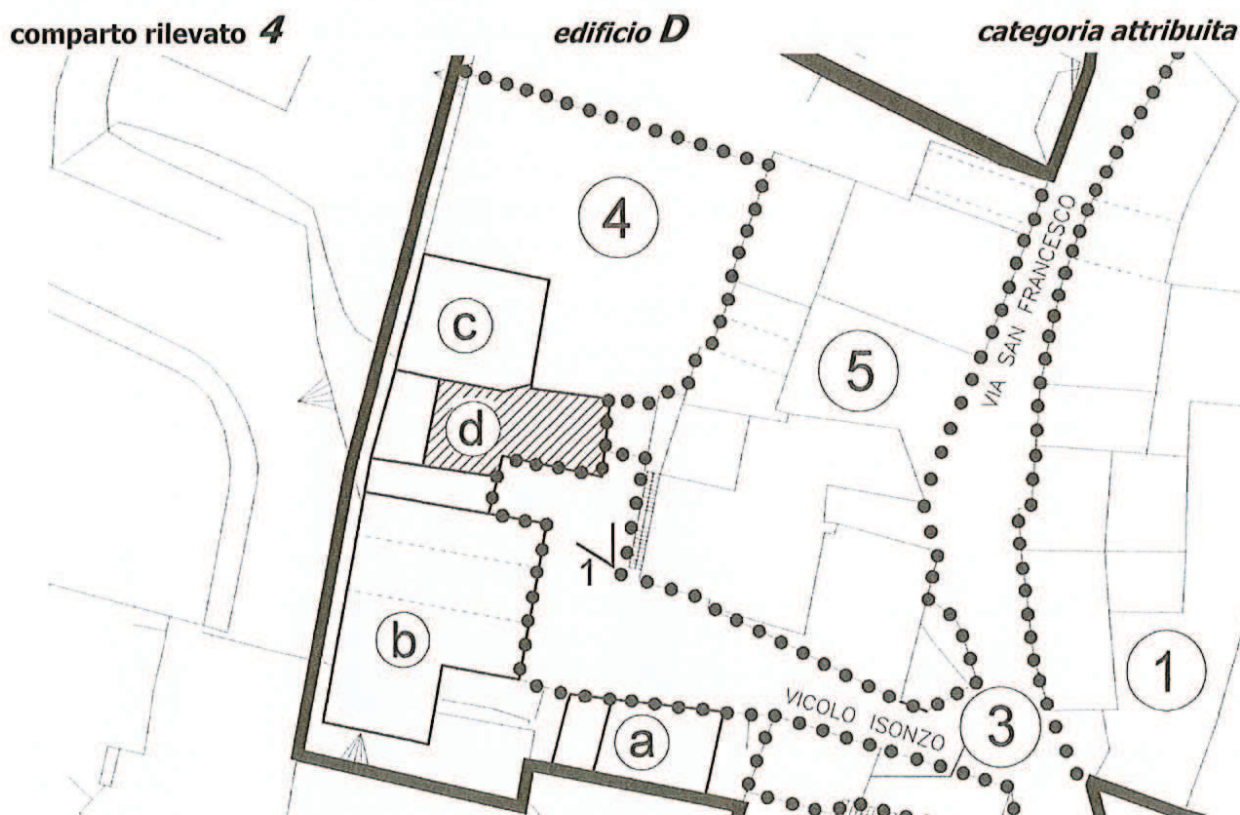 comparto rilevato 4 edificio D categoria attribuita
4
c
5
VIA SAN FRANCESCO
d
1
b
1
VICOLO ISONZO
3
a